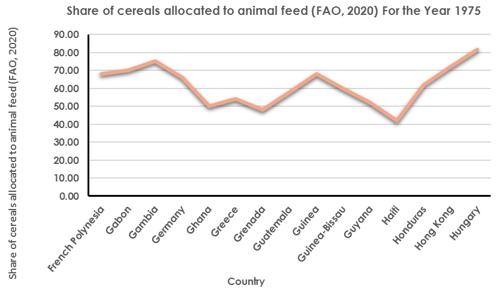 Share of cereals allocated to animal feed (FAO, 2020) For the Year 1975
Share of cereals allocated to animal feed (FAO, 2020)
90.00
80.00
70.00
60.00
50.00
40.00
30.00
20.00
10.00
0.00
French Polynesia
Gabon
Gambia
Germany
Ghana
Greece
Grenada
Guatemala
Guinea
Guinea-Bissau
Guyana
Haiti
Honduras
Hong Kong
Hungary
Country